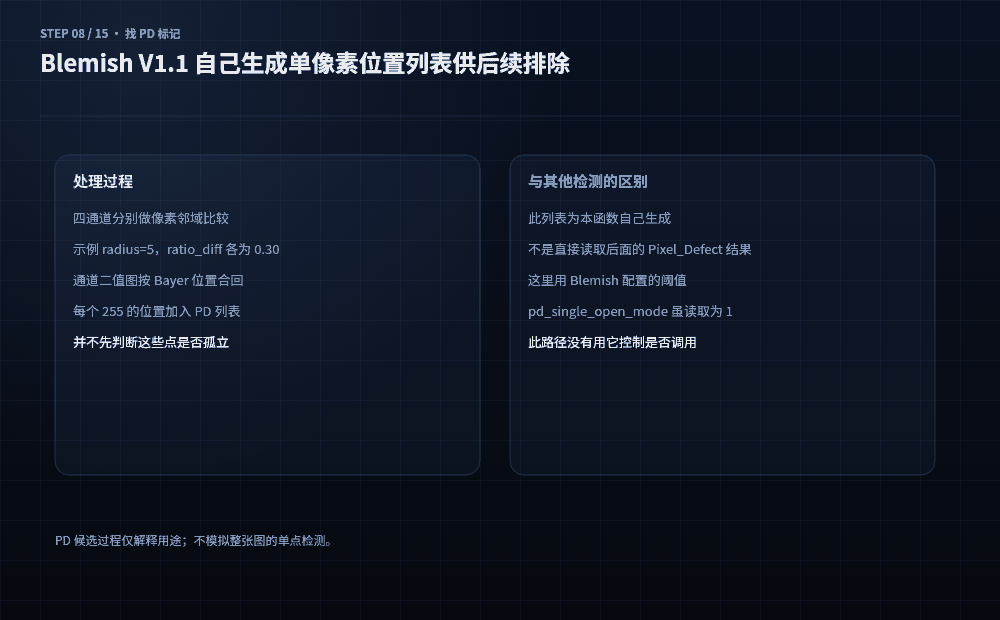 STEP 08 / 15 · 找 PD 标记
Blemish V1.1 自己生成单像素位置列表供后续排除
处理过程
四通道分别做像素邻域比较
示例 radius=5，ratio_diff 各为 0.30
通道二值图按 Bayer 位置合回
每个 255 的位置加入 PD 列表
并不先判断这些点是否孤立
与其他检测的区别
此列表为本函数自己生成
不是直接读取后面的 Pixel_Defect 结果
这里用 Blemish 配置的阈值
pd_single_open_mode 虽读取为 1
此路径没有用它控制是否调用
PD 候选过程仅解释用途；不模拟整张图的单点检测。